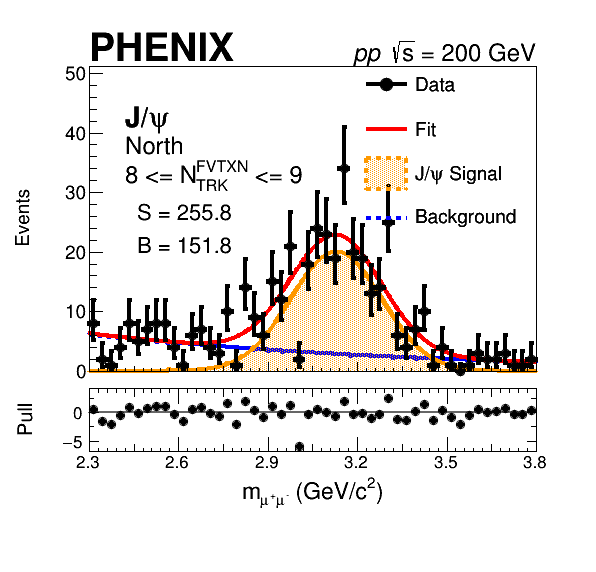 PHENIX
pp √s = 200 GeV
J/ψ
North
8 <= N_TRK^FVTXN <= 9
S = 255.8
B = 151.8
Data
Fit
J/ψ Signal
Background
Events
50
40
30
20
10
0
Pull
0
−5
2.3 2.6 2.9 3.2 3.5 3.8
m_μ⁺μ⁻ (GeV/c²)